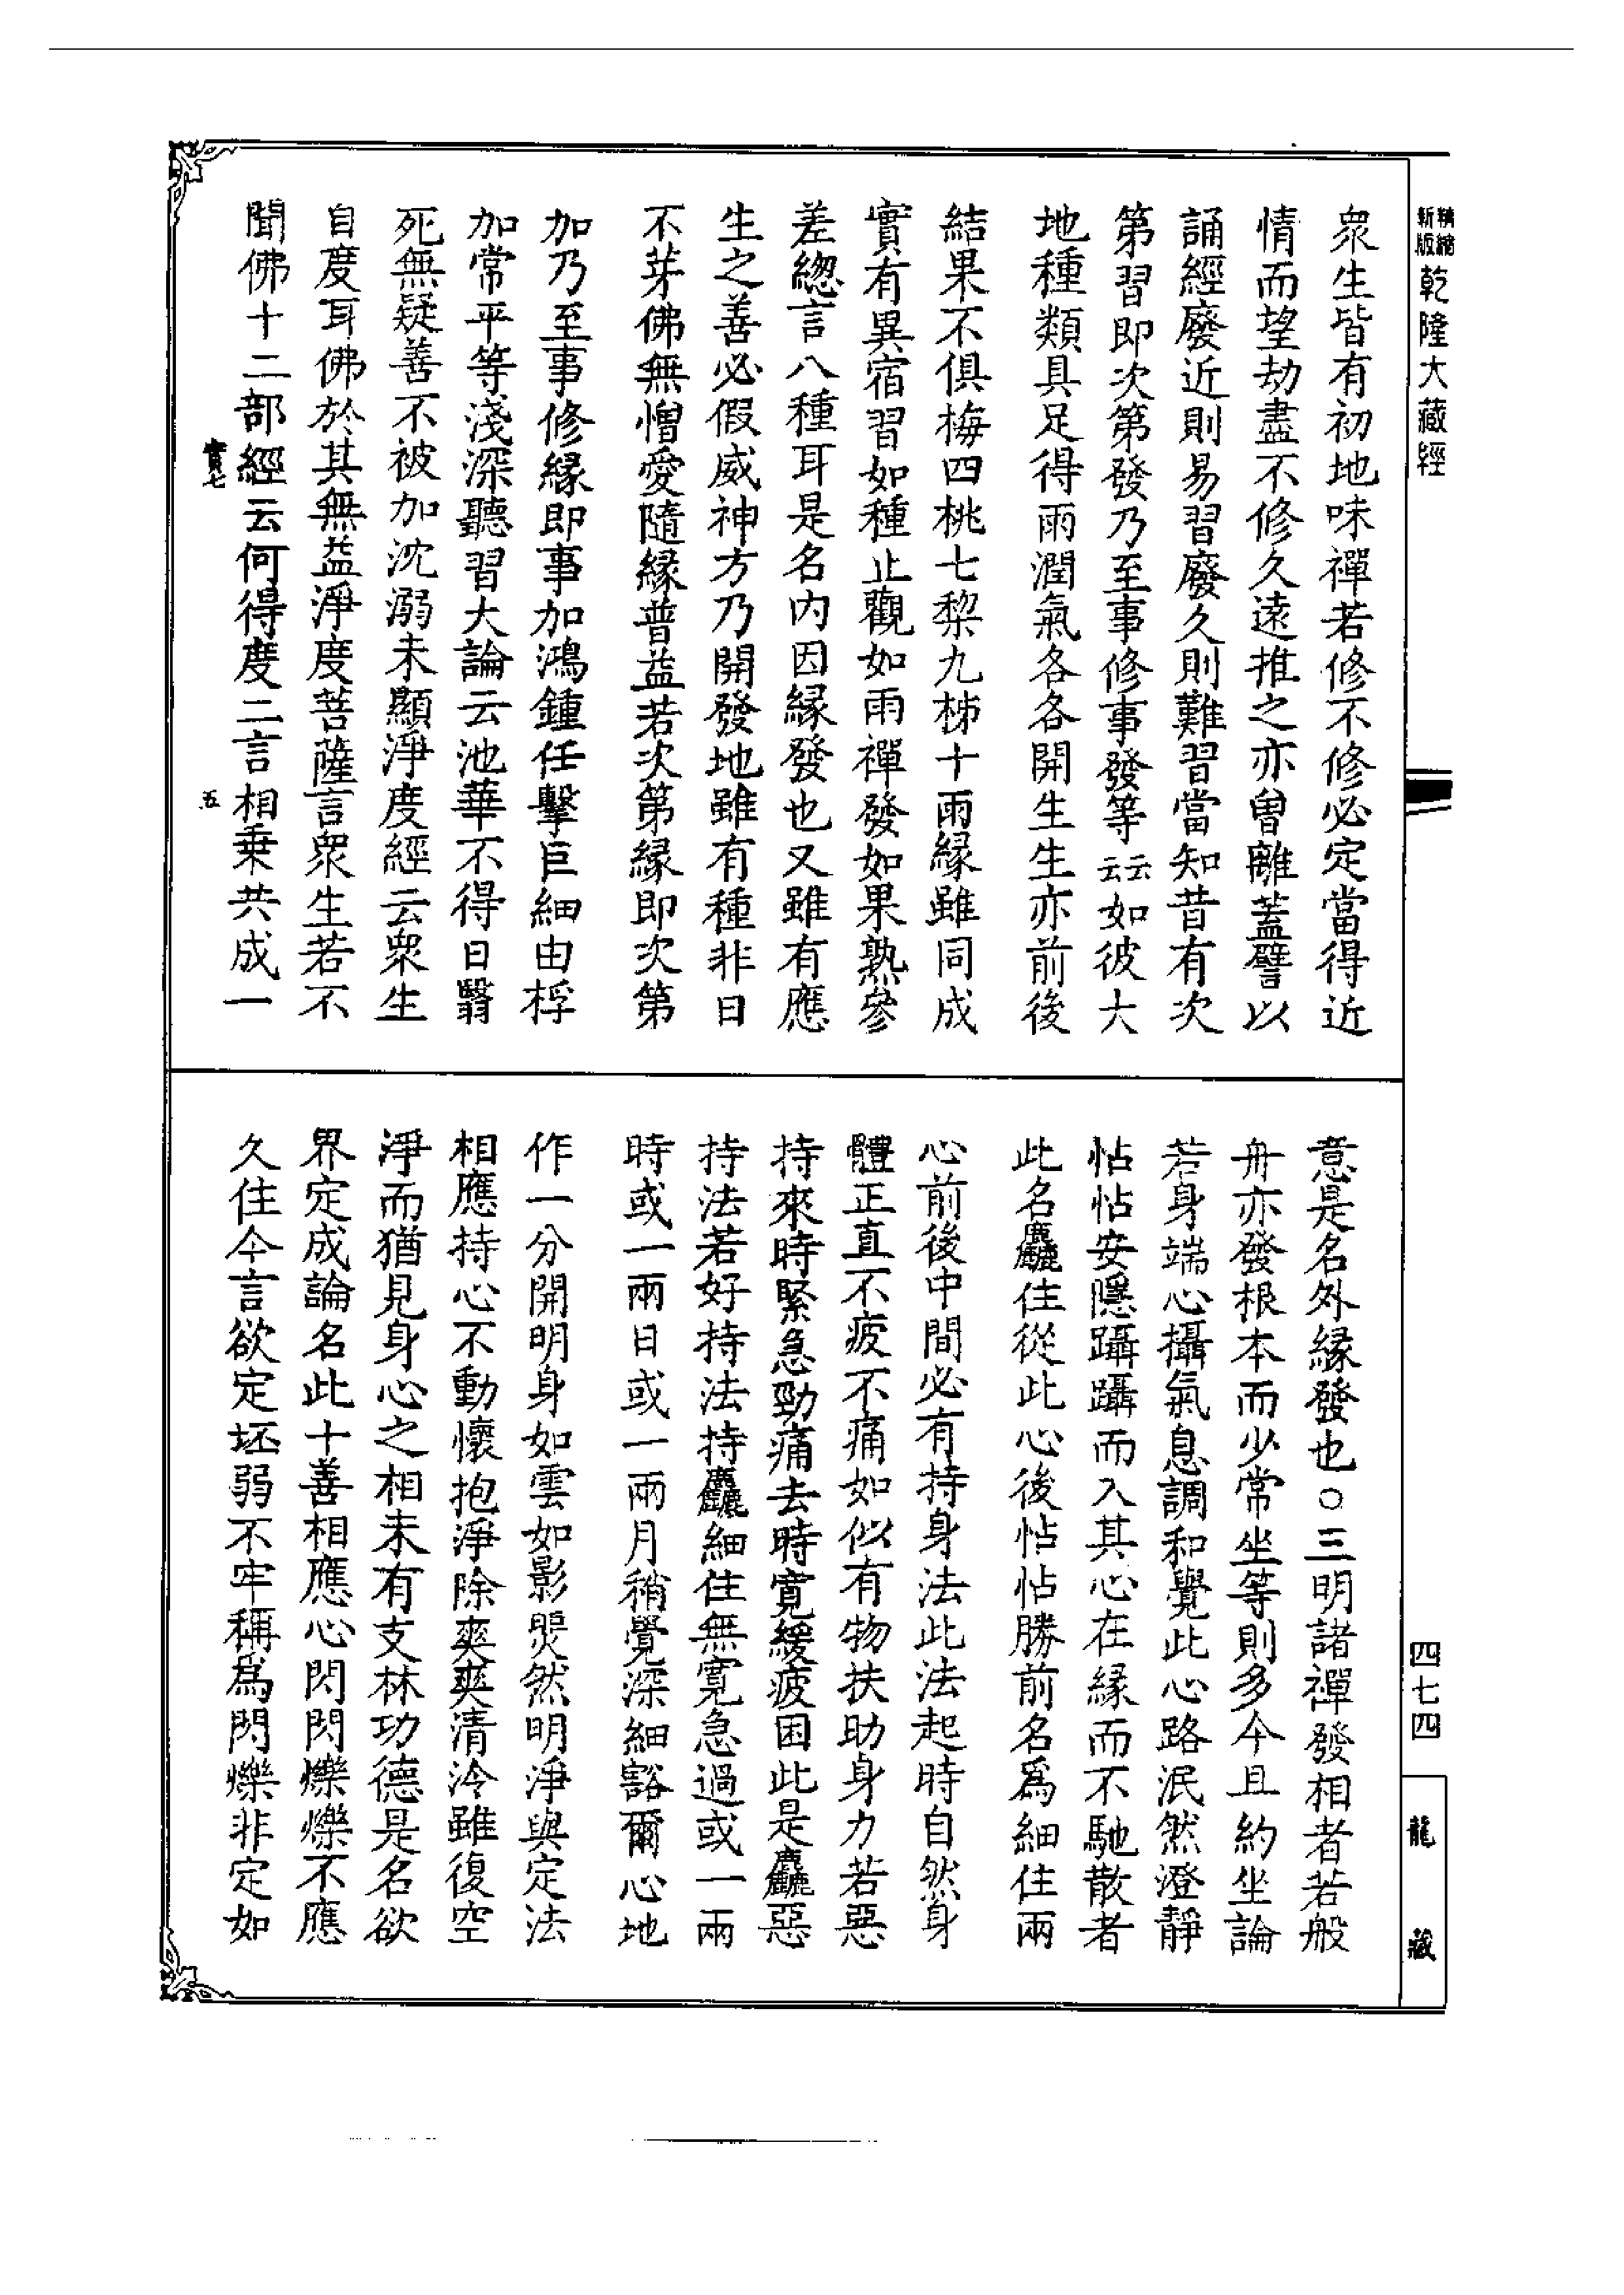 精縮新版乾隆大藏經
衆生皆有初地味禪若修不修必定當得近
情而望劫盡不修久遠推之亦曾離蓋譬以
誦經廢近則易習廢久則難習當知昔有次
第習即次第發乃至事修事發等云云如彼大
地種類具足得雨潤氣各各開生生亦前後
結果不俱梅四桃七棃九柹十雨緣雖同成
實有異宿習如種止觀如雨禪發如果熟參
差緫言八種耳是名內因緣發也又雖有應
生之善必假威神方乃開發地雖有種非日
不芽佛無憎愛隨緣普益若次第緣即次第
加乃至事修緣即事加鴻鍾任擊巨細由桴
加常平等淺深聽習大論云池華不得日翳
死無疑善不被加沈溺未顯淨度經云衆生
自度耳佛於其無益淨度菩薩言衆生若不
聞佛十二部經云何得度二言相乗共成一
實七
五
意是名外緣發也○三明諸禪發相者若般
舟亦發根本而少常坐等則多今且約坐論
若身端心攝氣息調和覺此心路泯然澄靜
怗怗安隱躡躡而入其心在緣而不馳散者
此名麤住從此心後怗怗勝前名爲細住兩
心前後中間必有持身法此法起時自然身
體正直不疲不痛如似有物扶助身力若惡
持來時緊急勁痛去時寬緩疲困此是麤惡
持法若好持法持麤細住無寬急過或一兩
時或一兩日或一兩月稍覺深細豁爾心地
作一分開明身如雲如影煚然明淨與定法
相應持心不動懷抱淨除爽爽清泠雖復空
淨而猶見身心之相未有支林功德是名欲
界定成論名此十善相應心閃閃爍爍不應
久住今言欲定坯弱不牢稱為閃爍非定如
四七四
龍藏